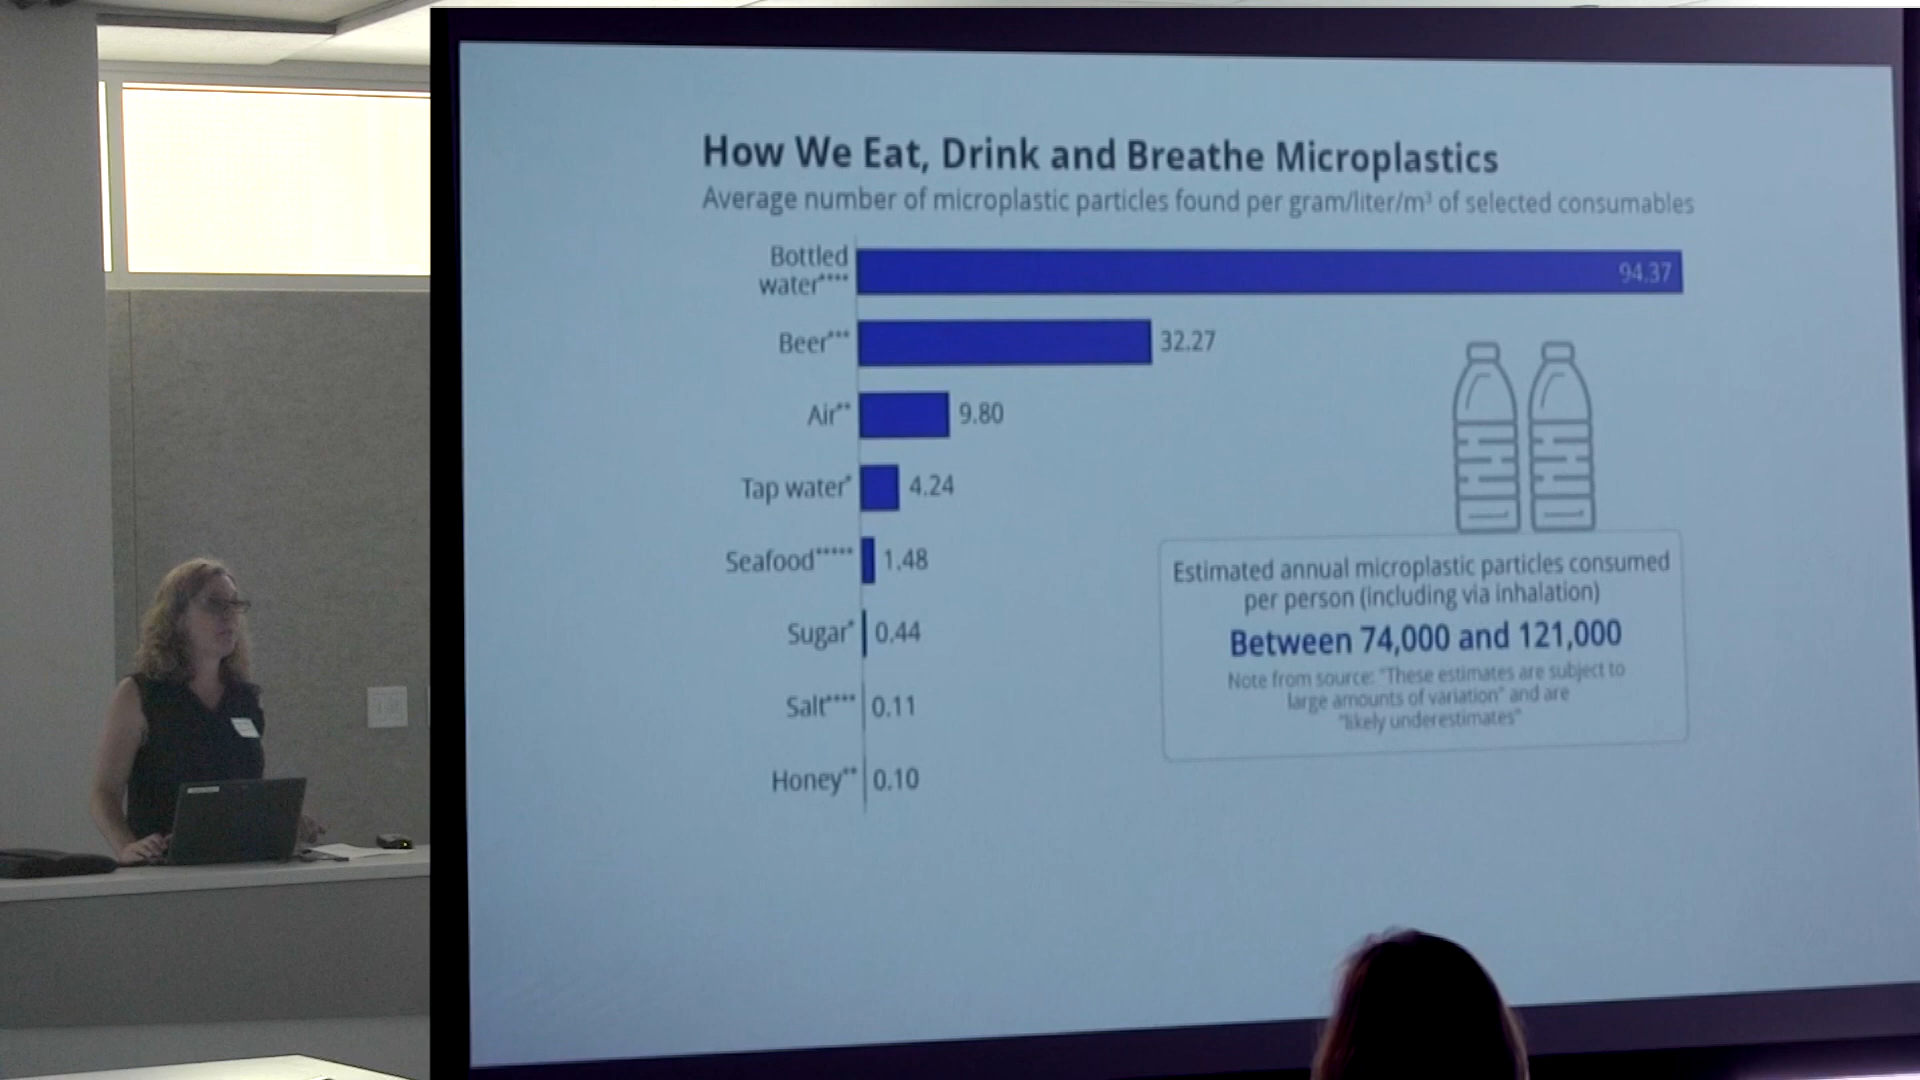 How We Eat, Drink and Breathe Microplastics
Average number of microplastic particles found per gram/liter/m³ of selected consumables
Bottled
water****
94.37
Beer***
32.27
Air**
9.80
Tap water*
4.24
Seafood*****
1.48
Sugar*
0.44
Salt****
0.11
Honey**
0.10
Estimated annual microplastic particles consumed
per person (including via inhalation)
Between 74,000 and 121,000
Note from source: "These estimates are subject to
large amounts of variation" and are
"likely underestimates"